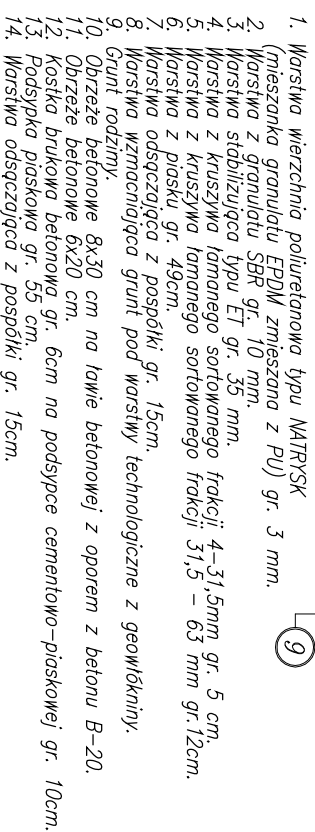 1. Warstwa wierzchnia poliuretanowa typu NATRYSK
(mieszanka granulatu EPDM zmieszana z PU) gr. 3 mm.
2. Warstwa z granulatu SBR gr. 10 mm.
3. Warstwa stabilizująca typu ET gr. 35 mm.
4. Warstwa z kruszywa łamanego sortowanego frakcji 4-31,5mm gr. 5 cm.
5. Warstwa z kruszywa łamanego sortowanego frakcji 31,5 - 63 mm gr.12cm.
6. Warstwa z piasku gr. 49cm.
7. Warstwa odsączająca z pospółki gr. 15cm.
8. Warstwa wzmacniająca grunt pod warstwy technologiczne z geowłókniny.
9. Grunt rodzimy.
10. Obrzeże betonowe 8x30 cm na ławie betonowej z oporem z betonu B-20.
11. Obrzeże betonowe 6x20 cm.
12. Kostka brukowa betonowa gr. 6cm na podsypce cementowo-piaskowej gr. 10cm.
13. Podsypka piaskowa gr. 55 cm.
14. Warstwa odsączająca z pospółki gr. 15cm.
9